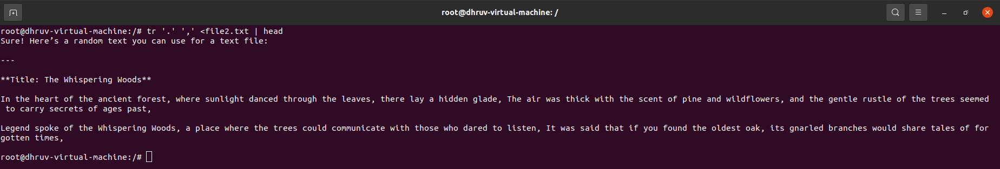 root@dhruv-virtual-machine: /
root@dhruv-virtual-machine:/# tr '.' ',' <file2.txt | head
Sure! Here’s a random text you can use for a text file:
---
**Title: The Whispering Woods**
In the heart of the ancient forest, where sunlight danced through the leaves, there lay a hidden glade, The air was thick with the scent of pine and wildflowers, and the gentle rustle of the trees seemed
 to carry secrets of ages past,
Legend spoke of the Whispering Woods, a place where the trees could communicate with those who dared to listen, It was said that if you found the oldest oak, its gnarled branches would share tales of for
gotten times,
root@dhruv-virtual-machine:/#